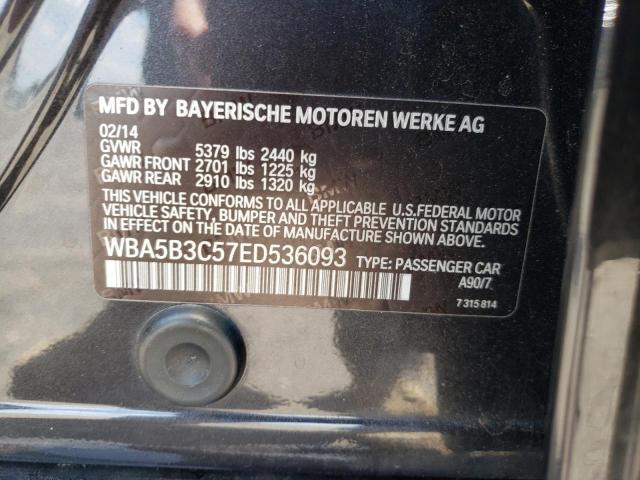 MFD BY BAYERISCHE MOTOREN WERKE AG
02/14
GVWR 5379 lbs 2440 kg
GAWR FRONT 2701 lbs 1225 kg
GAWR REAR 2910 lbs 1320 kg
THIS VEHICLE CONFORMS TO ALL APPLICABLE U.S.FEDERAL MOTOR
VEHICLE SAFETY, BUMPER AND THEFT PREVENTION STANDARDS
IN EFFECT ON THE DATE OF MANUFACTURE SHOWN ABOVE.
WBA5B3C57ED536093 TYPE: PASSENGER CAR
A90/7
7 315 814